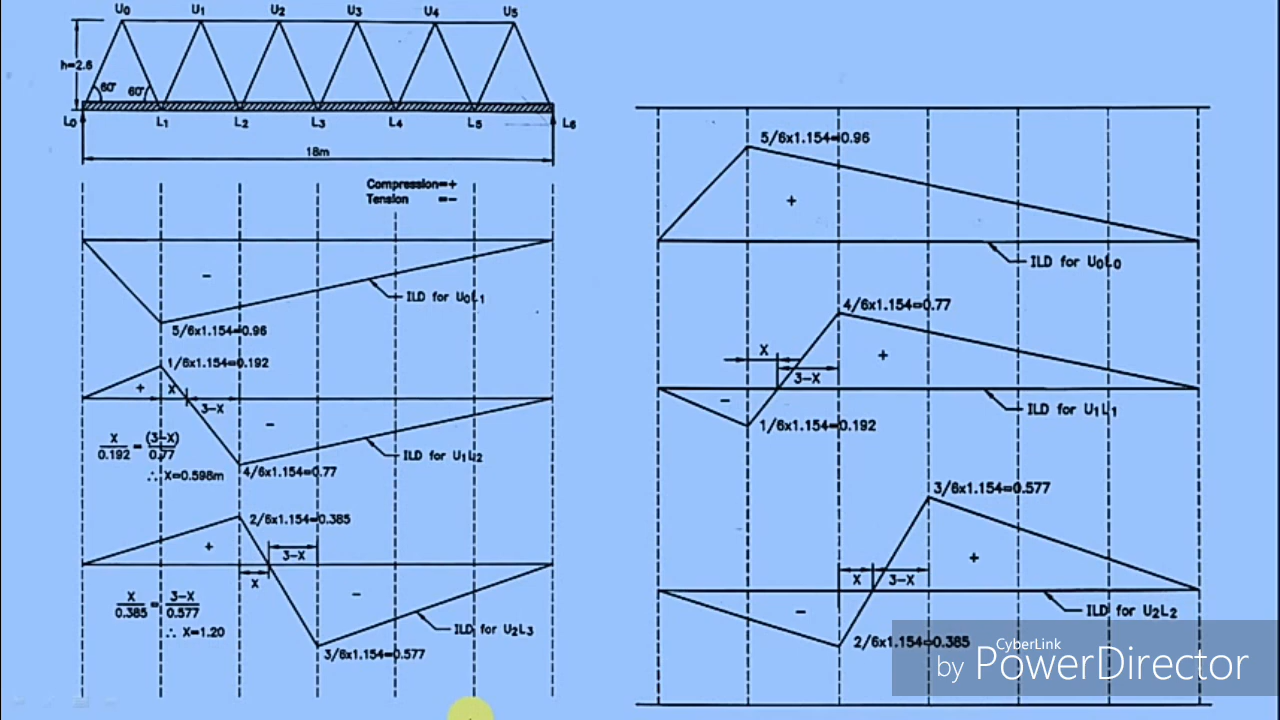 U₀ U₁ U₂ U₃ U₄ U₅
h=2.6
60° 60°
L₀ L₁ L₂ L₃ L₄ L₅ L₆
18m
Compression=+
Tension =-
-
ILD for U₀L₁
5/6x1.154=0.96
1/6x1.154=0.192
+ X
3-X
-
X/0.192 = (3-X)/0.77
∴ X=0.598m
ILD for U₁L₂
4/6x1.154=0.77
2/6x1.154=0.385
+
3-X
X
-
X/0.385 = 3-X/0.577
∴ X=1.20
ILD for U₂L₃
3/6x1.154=0.577
5/6x1.154=0.96
+
ILD for U₀L₀
4/6x1.154=0.77
X
3-X
+
-
ILD for U₁L₁
1/6x1.154=0.192
3/6x1.154=0.577
+
X 3-X
-
ILD for U₂L₂
2/6x1.154=0.385
CyberLink
by PowerDirector